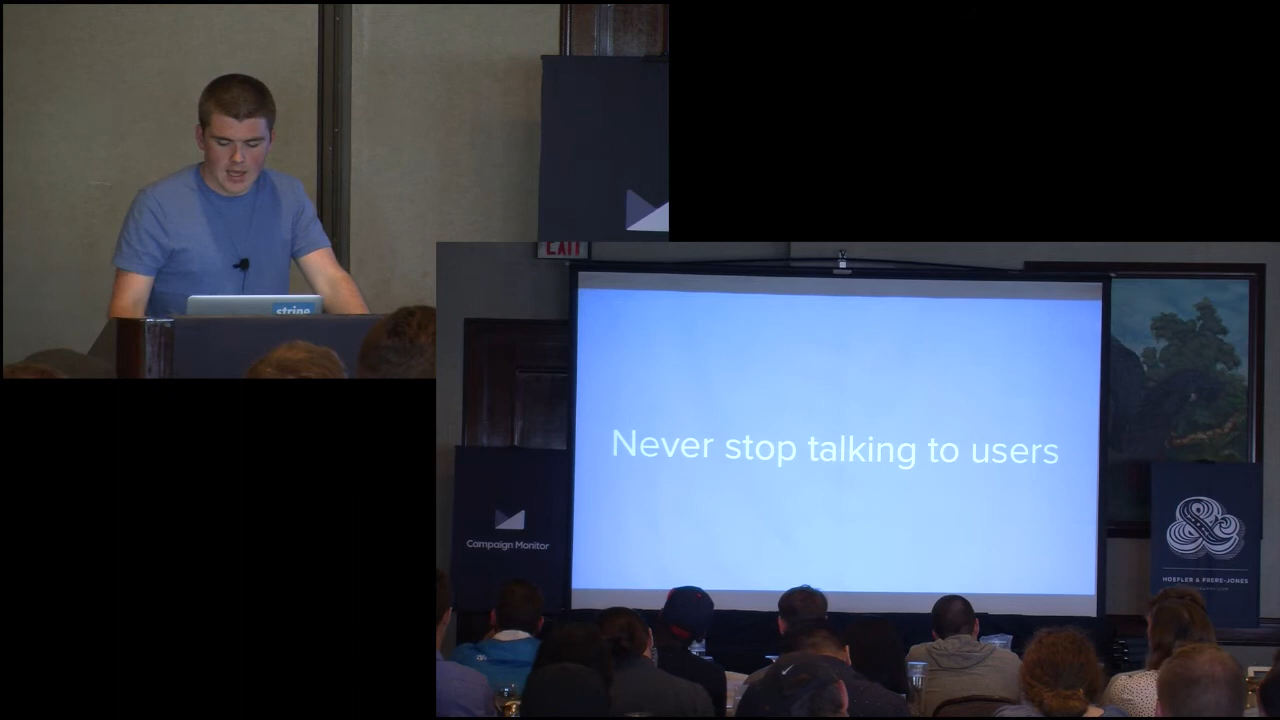 stripe
EXIT
Never stop talking to users
Campaign Monitor
&
HOEFLER & FRERE-JONES